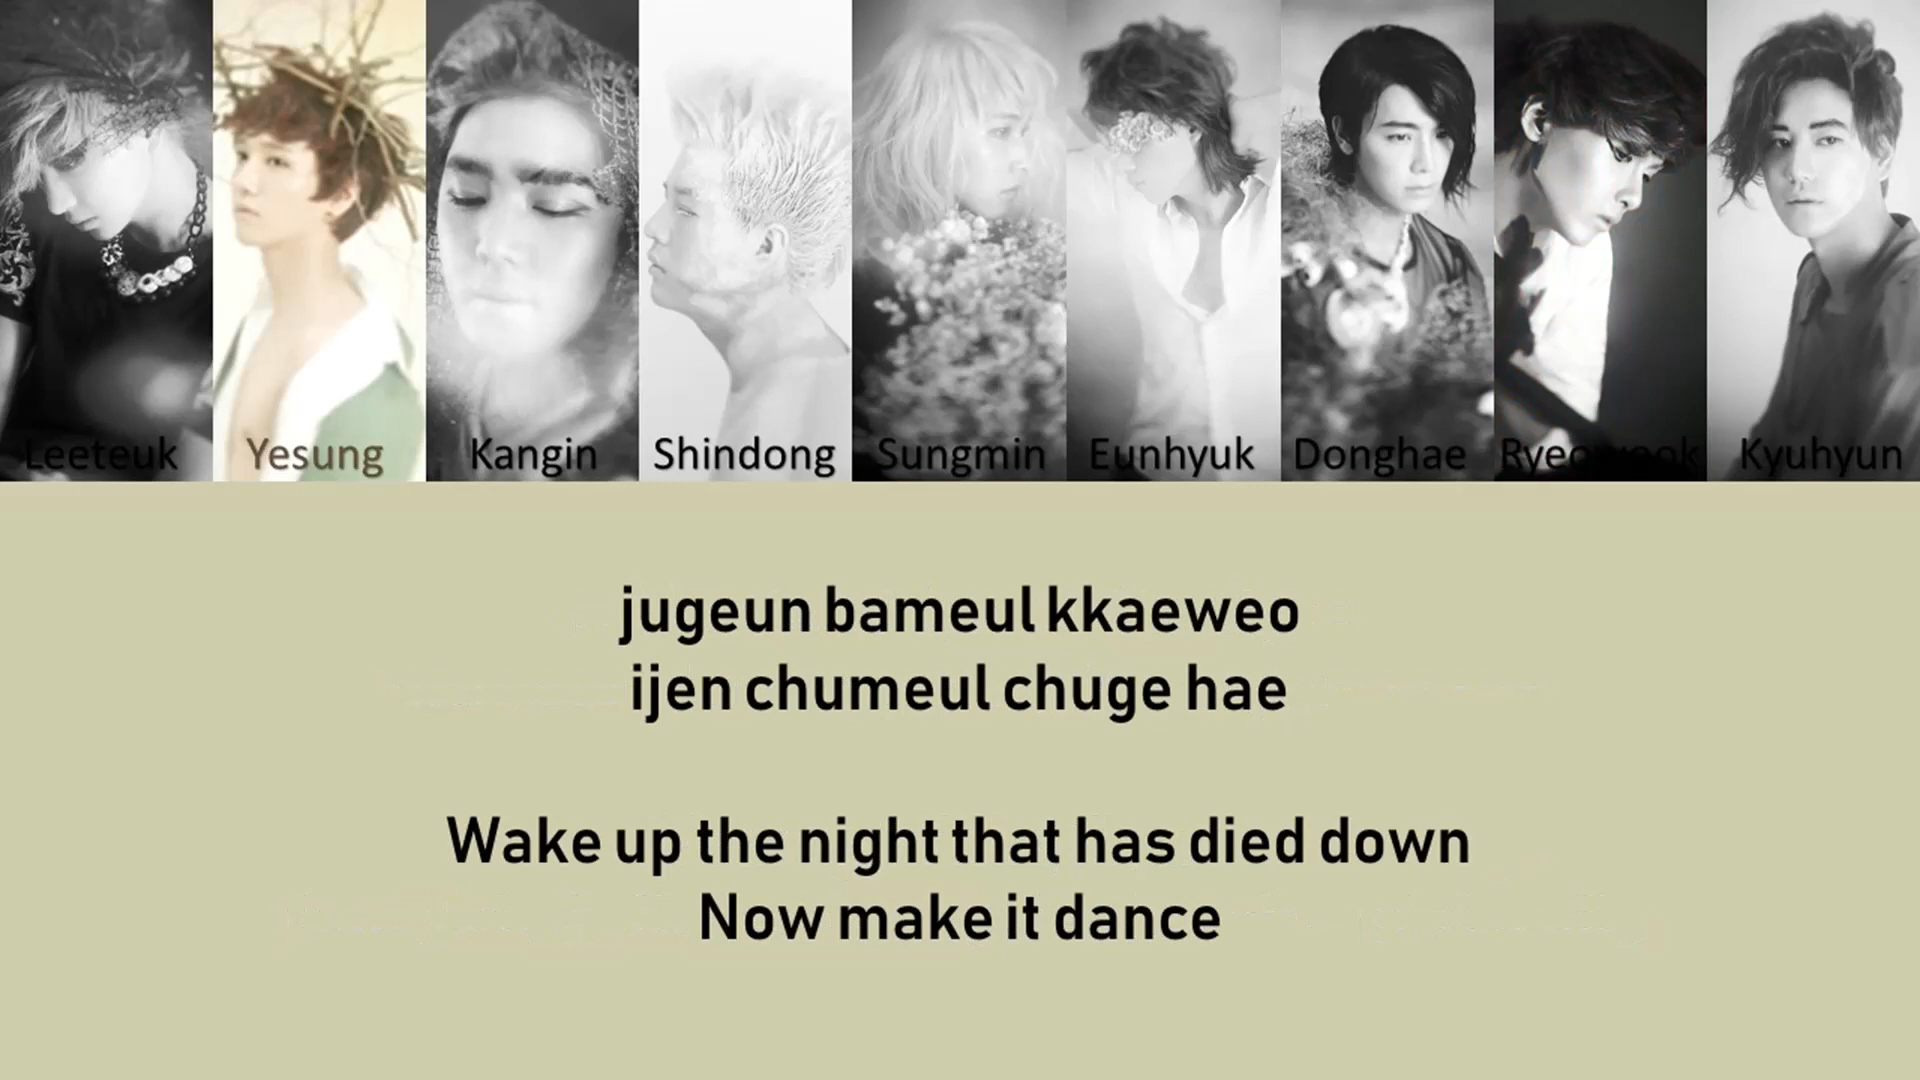 Leeteuk Yesung Kangin Shindong Sungmin Eunhyuk Donghae Ryeowook Kyuhyun
jugeun bameul kkaeweo
ijen chumeul chuge hae
Wake up the night that has died down
Now make it dance